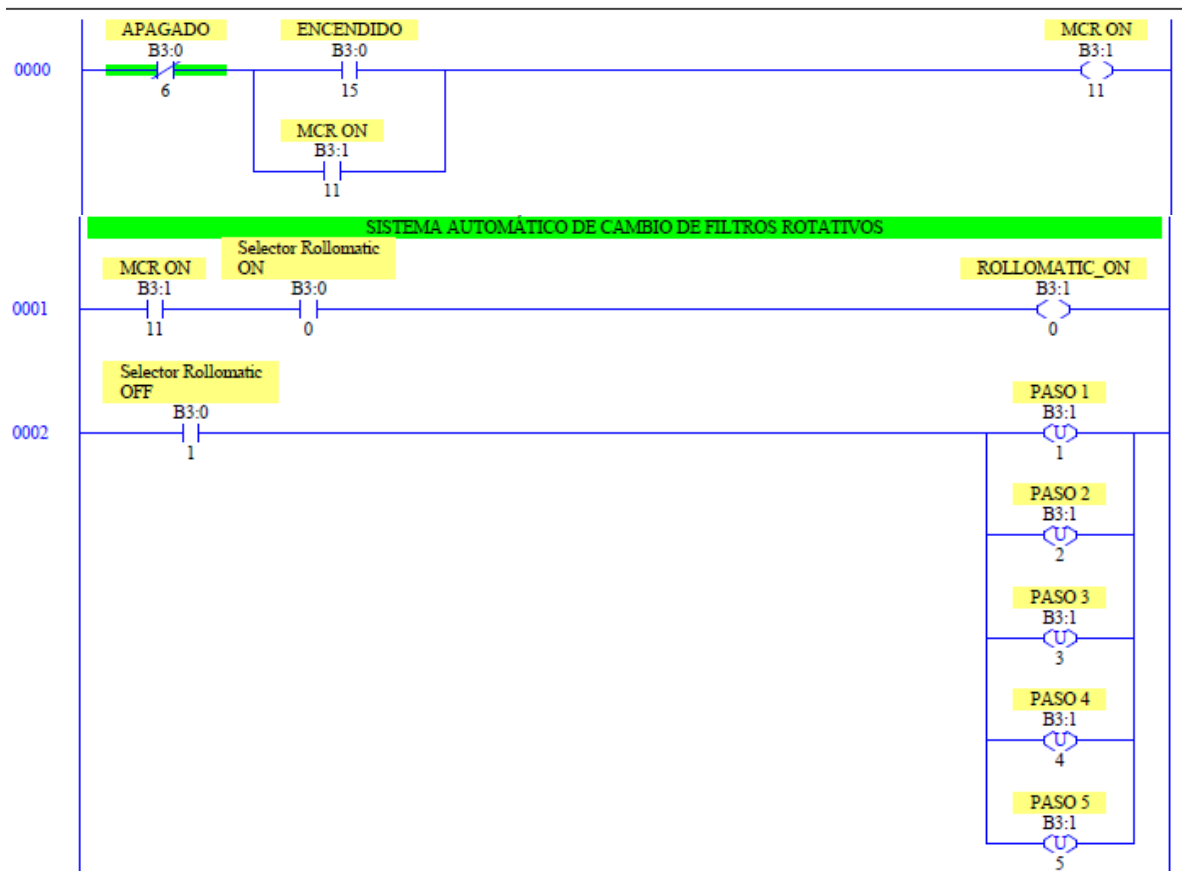 APAGADO ENCENDIDO MCR ON
B3:0 B3:0 B3:1
0000
6 15 11
MCR ON
B3:1
11
SISTEMA AUTOMÁTICO DE CAMBIO DE FILTROS ROTATIVOS
Selector Rollomatic
MCR ON ON ROLLOMATIC_ON
B3:1 B3:0 B3:1
0001
11 0 0
Selector Rollomatic
OFF PASO 1
B3:0 B3:1
0002 U
1 1
PASO 2
B3:1
U
2
PASO 3
B3:1
U
3
PASO 4
B3:1
U
4
PASO 5
B3:1
U
5